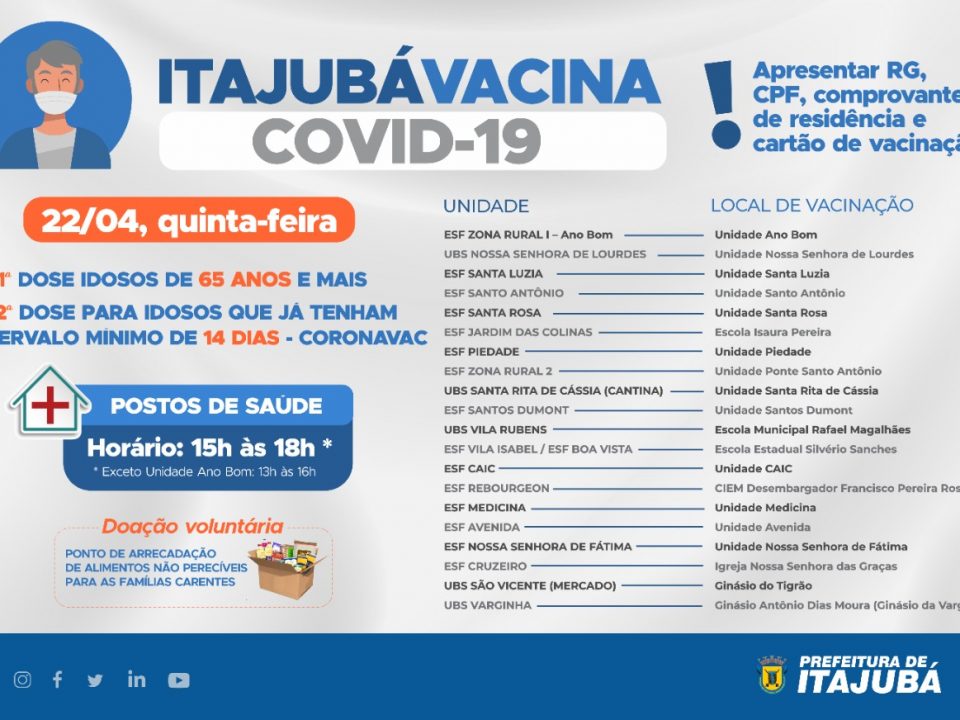 ITAJUBÁVACINA
COVID-19
Apresentar RG,
CPF, comprovante
de residência e
cartão de vacinaçã
22/04, quinta-feira
1ª DOSE IDOSOS DE 65 ANOS E MAIS
2ª DOSE PARA IDOSOS QUE JÁ TENHAM
ERVALO MÍNIMO DE 14 DIAS - CORONAVAC
POSTOS DE SAÚDE
Horário: 15h às 18h *
* Exceto Unidade Ano Bom: 13h às 16h
Doação voluntária
PONTO DE ARRECADAÇÃO
DE ALIMENTOS NÃO PERECÍVEIS
PARA AS FAMÍLIAS CARENTES
UNIDADE LOCAL DE VACINAÇÃO
ESF ZONA RURAL I – Ano Bom Unidade Ano Bom
UBS NOSSA SENHORA DE LOURDES Unidade Nossa Senhora de Lourdes
ESF SANTA LUZIA Unidade Santa Luzia
ESF SANTO ANTÔNIO Unidade Santo Antônio
ESF SANTA ROSA Unidade Santa Rosa
ESF JARDIM DAS COLINAS Escola Isaura Pereira
ESF PIEDADE Unidade Piedade
ESF ZONA RURAL 2 Unidade Ponte Santo Antônio
UBS SANTA RITA DE CÁSSIA (CANTINA) Unidade Santa Rita de Cássia
ESF SANTOS DUMONT Unidade Santos Dumont
UBS VILA RUBENS Escola Municipal Rafael Magalhães
ESF VILA ISABEL / ESF BOA VISTA Escola Estadual Silvério Sanches
ESF CAIC Unidade CAIC
ESF REBOURGEON CIEM Desembargador Francisco Pereira Ros
ESF MEDICINA Unidade Medicina
ESF AVENIDA Unidade Avenida
ESF NOSSA SENHORA DE FÁTIMA Unidade Nossa Senhora de Fátima
ESF CRUZEIRO Igreja Nossa Senhora das Graças
UBS SÃO VICENTE (MERCADO) Ginásio do Tigrão
UBS VARGINHA Ginásio Antônio Dias Moura (Ginásio da Varg
PREFEITURA DE
ITAJUBÁ